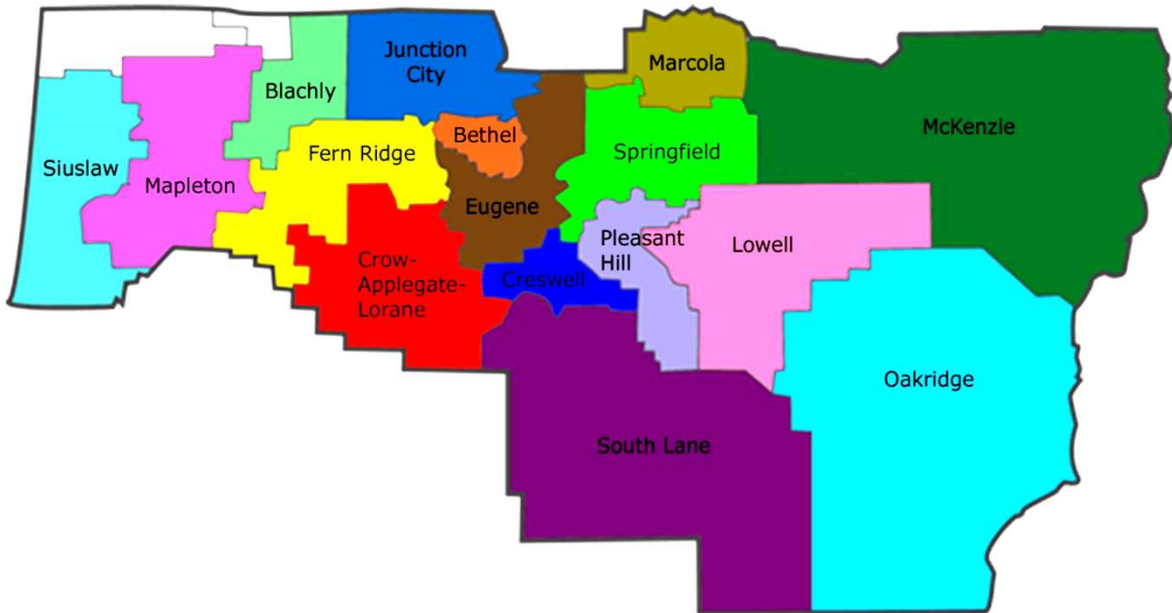 Junction
City
Marcola
Blachly
McKenzie
Bethel
Siuslaw
Fern Ridge
Springfield
Mapleton
Eugene
Pleasant
Hill
Lowell
Crow-
Applegate-
Lorane
Creswell
Oakridge
South Lane